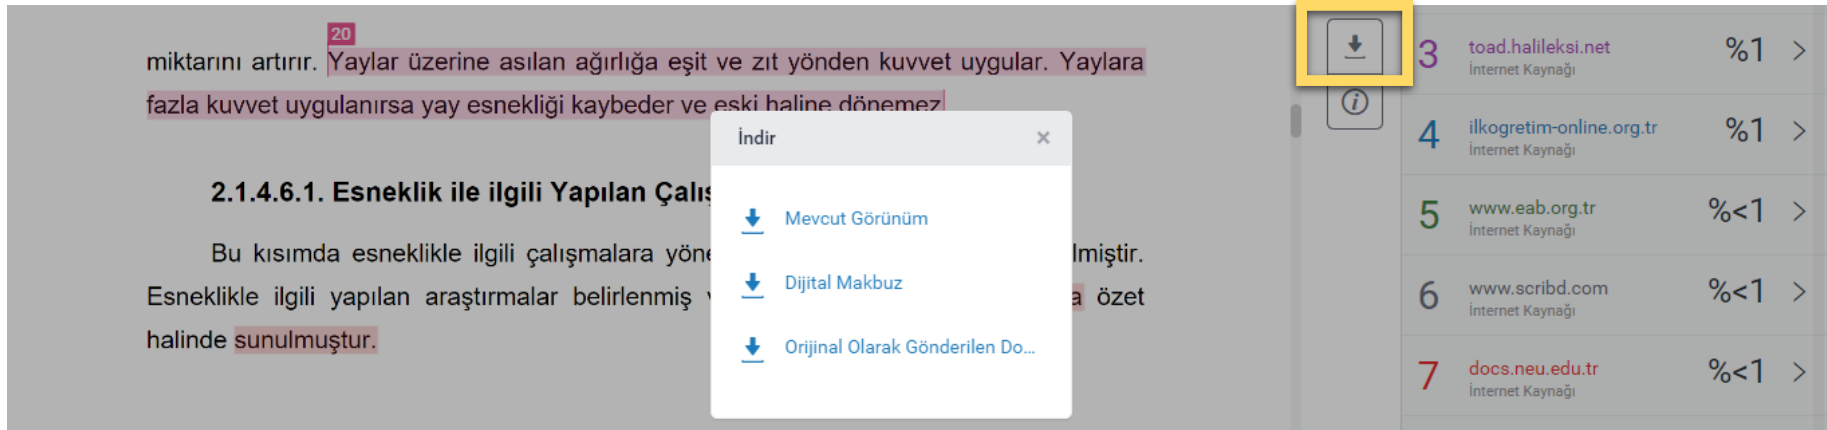 20
miktarını artırır. Yaylar üzerine asılan ağırlığa eşit ve zıt yönden kuvvet uygular. Yaylara
fazla kuvvet uygulanırsa yay esnekliği kaybeder ve eski haline dönemez
2.1.4.6.1. Esneklik ile ilgili Yapılan Çalış
Bu kısımda esneklikle ilgili çalışmalara yöne lmiştir.
Esneklikle ilgili yapılan araştırmalar belirlenmiş a özet
halinde sunulmuştur.
İndir ×
Mevcut Görünüm
Dijital Makbuz
Orijinal Olarak Gönderilen Do...
3 toad.halileksi.net %1 >
İnternet Kaynağı
4 ilkogretim-online.org.tr %1 >
İnternet Kaynağı
5 www.eab.org.tr %<1 >
İnternet Kaynağı
6 www.scribd.com %<1 >
İnternet Kaynağı
7 docs.neu.edu.tr %<1 >
İnternet Kaynağı